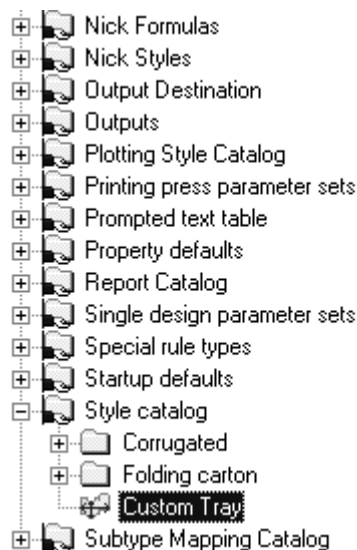 Nick Formulas
Nick Styles
Output Destination
Outputs
Plotting Style Catalog
Printing press parameter sets
Prompted text table
Property defaults
Report Catalog
Single design parameter sets
Special rule types
Startup defaults
Style catalog
Corrugated
Folding carton
Custom Tray
Subtype Mapping Catalog